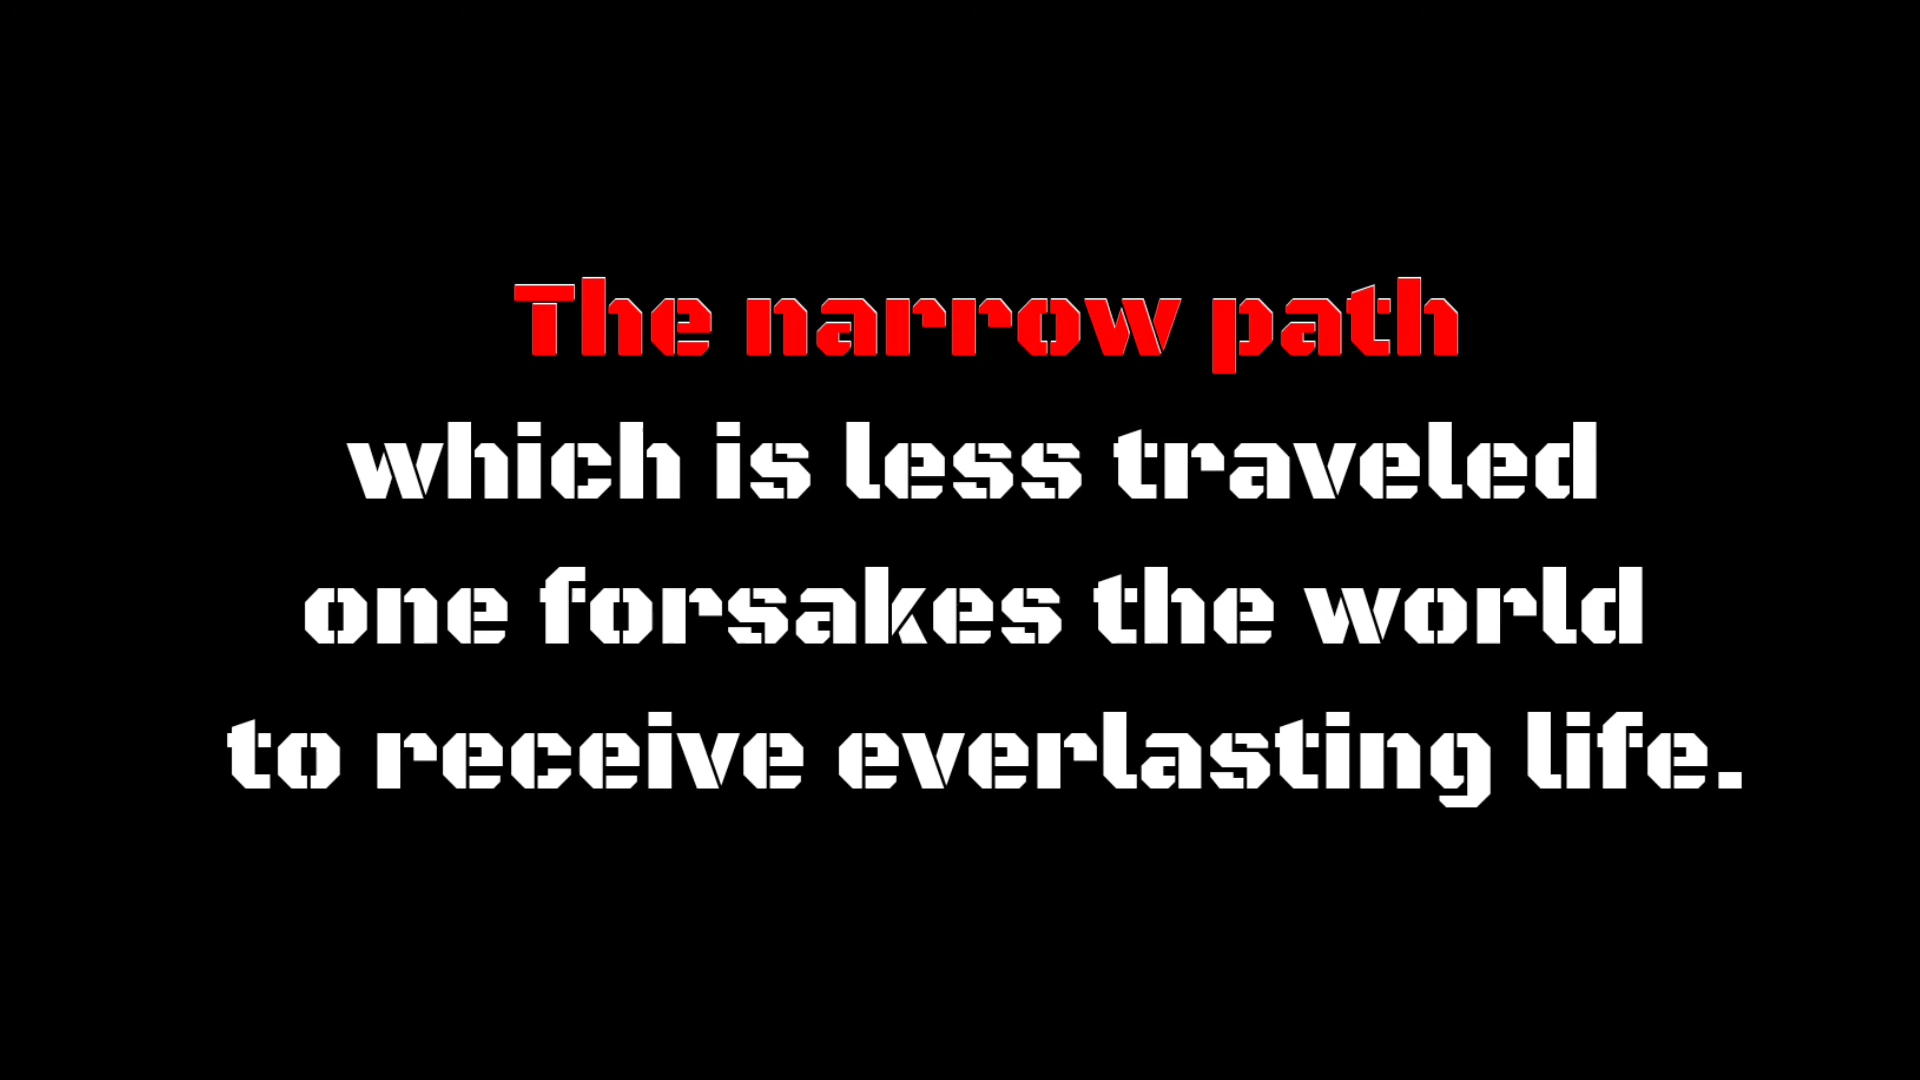 The narrow path
which is less traveled
one forsakes the world
to receive everlasting life.